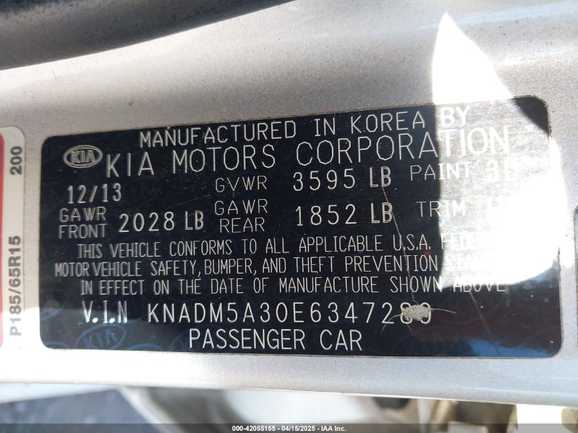 MANUFACTURED IN KOREA BY
KIA KIA MOTORS CORPORATION
12/13 GVWR 3595 LB PAINT
GAWR FRONT 2028 LB GAWR REAR 1852 LB TRIM
THIS VEHICLE CONFORMS TO ALL APPLICABLE U.S.A.
MOTOR VEHICLE SAFETY, BUMPER, AND THEFT PREVENTION
IN EFFECT ON THE DATE OF MANUFACTURE SHOWN ABOVE
V.I.N
PASSENGER CAR
P185/65R15 200
000-42055155 - 04/15/2025 - IAA Inc.